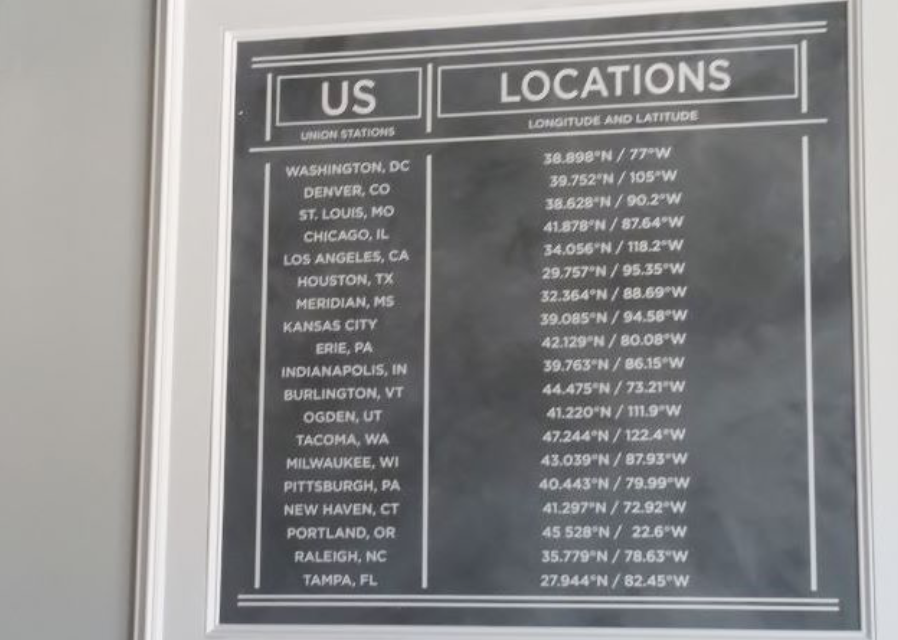 US LOCATIONS
UNION STATIONS LONGITUDE AND LATITUDE
WASHINGTON, DC 38.898°N / 77°W
DENVER, CO 39.752°N / 105°W
ST. LOUIS, MO 38.628°N / 90.2°W
CHICAGO, IL 41.878°N / 87.64°W
LOS ANGELES, CA 34.056°N / 118.2°W
HOUSTON, TX 29.757°N / 95.35°W
MERIDIAN, MS 32.364°N / 88.69°W
KANSAS CITY 39.085°N / 94.58°W
ERIE, PA 42.129°N / 80.08°W
INDIANAPOLIS, IN 39.763°N / 86.15°W
BURLINGTON, VT 44.475°N / 73.21°W
OGDEN, UT 41.220°N / 111.9°W
TACOMA, WA 47.244°N / 122.4°W
MILWAUKEE, WI 43.039°N / 87.93°W
PITTSBURGH, PA 40.443°N / 79.99°W
NEW HAVEN, CT 41.297°N / 72.92°W
PORTLAND, OR 45 528°N / 22.6°W
RALEIGH, NC 35.779°N / 78.63°W
TAMPA, FL 27.944°N / 82.45°W